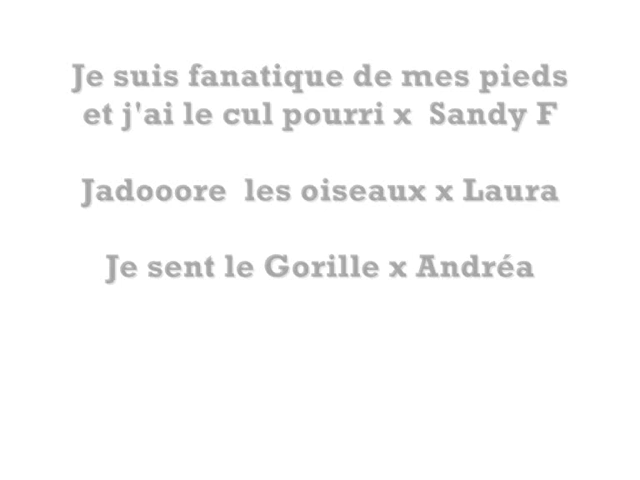 Je suis fanatique de mes pieds
et j'ai le cul pourri x Sandy F
Jadooore les oiseaux x Laura
Je sent le Gorille x Andréa